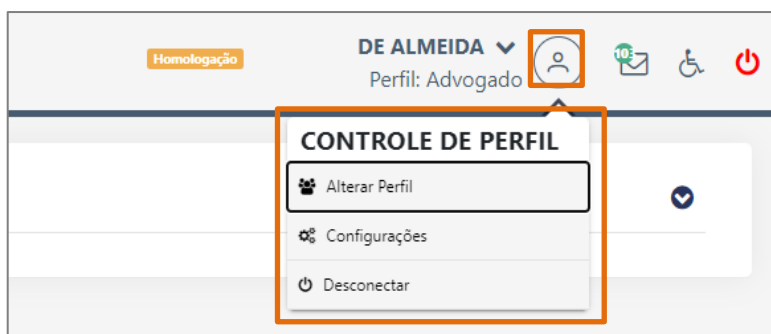 Homologação
DE ALMEIDA
Perfil: Advogado
10
CONTROLE DE PERFIL
Alterar Perfil
Configurações
Desconectar